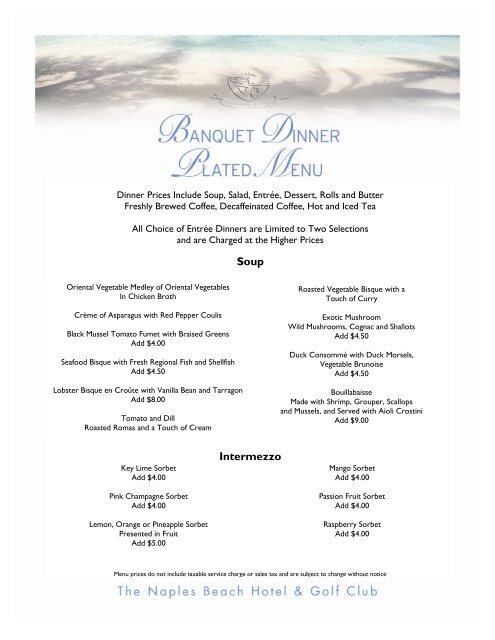 BANQUET DINNER
PLATED MENU
Dinner Prices Include Soup, Salad, Entrée, Dessert, Rolls and Butter
Freshly Brewed Coffee, Decaffeinated Coffee, Hot and Iced Tea
All Choice of Entrée Dinners are Limited to Two Selections
and are Charged at the Higher Prices
Soup
Oriental Vegetable Medley of Oriental Vegetables
In Chicken Broth
Crème of Asparagus with Red Pepper Coulis
Black Mussel Tomato Fumet with Braised Greens
Add $4.00
Seafood Bisque with Fresh Regional Fish and Shellfish
Add $4.50
Lobster Bisque en Croûte with Vanilla Bean and Tarragon
Add $8.00
Tomato and Dill
Roasted Romas and a Touch of Cream
Roasted Vegetable Bisque with a
Touch of Curry
Exotic Mushroom
Wild Mushrooms, Cognac and Shallots
Add $4.50
Duck Consommé with Duck Morsels,
Vegetable Brunoise
Add $4.50
Bouillabaisse
Made with Shrimp, Grouper, Scallops
and Mussels, and Served with Aioli Crostini
Add $9.00
Intermezzo
Key Lime Sorbet
Add $4.00
Pink Champagne Sorbet
Add $4.00
Lemon, Orange or Pineapple Sorbet
Presented in Fruit
Add $5.00
Mango Sorbet
Add $4.00
Passion Fruit Sorbet
Add $4.00
Raspberry Sorbet
Add $4.00
Menu prices do not include taxable service charge or sales tax and are subject to change without notice
The Naples Beach Hotel & Golf Club